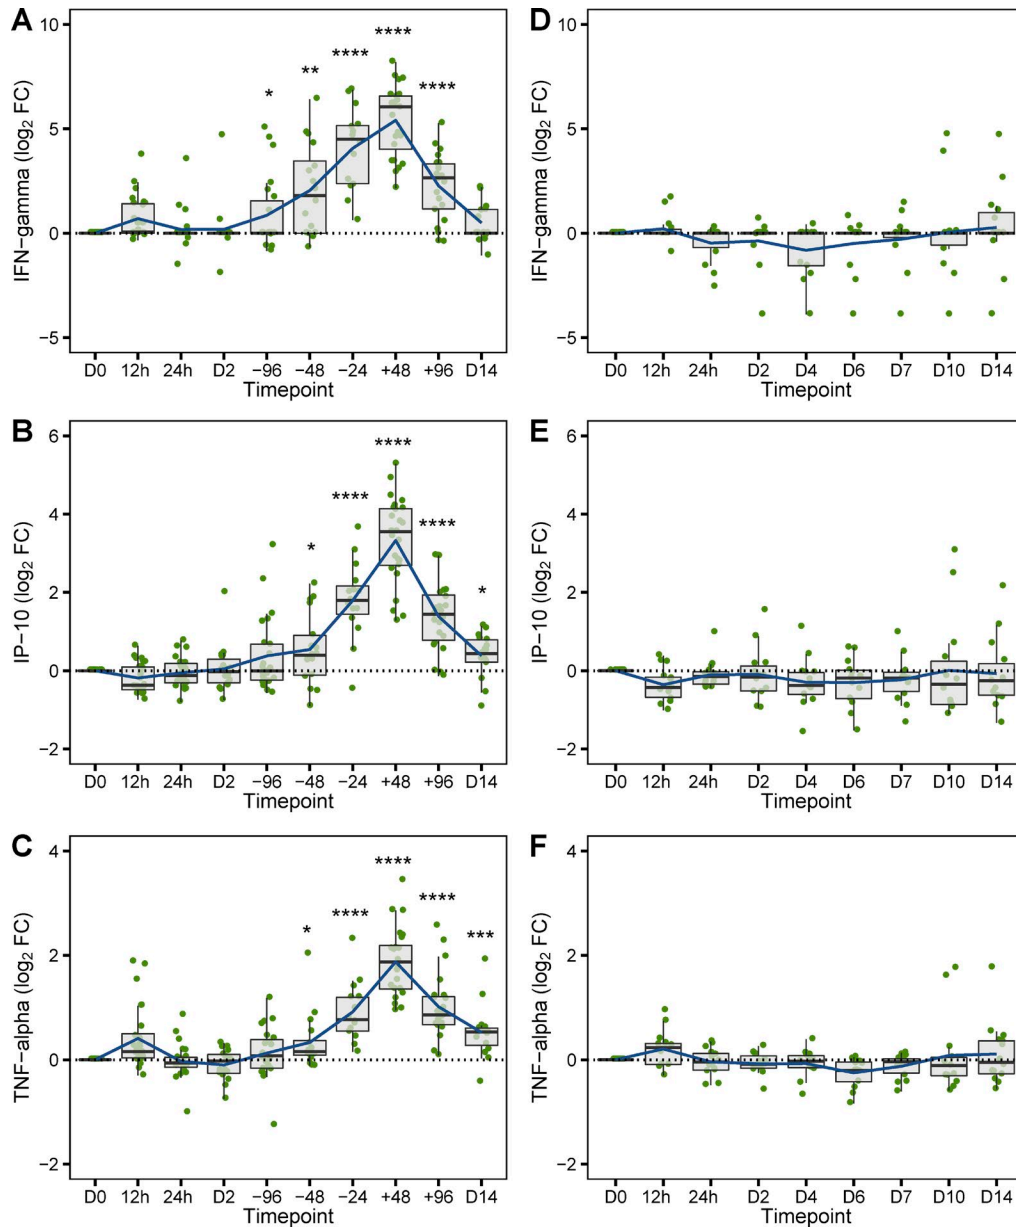 A
IFN−gamma (log2 FC)
10
5
0
−5
* ** **** **** ****
D0 12h 24h D2 −96 −48 −24 +48 +96 D14
Timepoint
D
IFN−gamma (log2 FC)
10
5
0
−5
D0 12h 24h D2 D4 D6 D7 D10 D14
Timepoint
B
IP−10 (log2 FC)
6
4
2
0
−2
* **** **** **** *
D0 12h 24h D2 −96 −48 −24 +48 +96 D14
Timepoint
E
IP−10 (log2 FC)
6
4
2
0
−2
D0 12h 24h D2 D4 D6 D7 D10 D14
Timepoint
C
TNF−alpha (log2 FC)
4
2
0
−2
* **** **** **** ***
D0 12h 24h D2 −96 −48 −24 +48 +96 D14
Timepoint
F
TNF−alpha (log2 FC)
4
2
0
−2
D0 12h 24h D2 D4 D6 D7 D10 D14
Timepoint